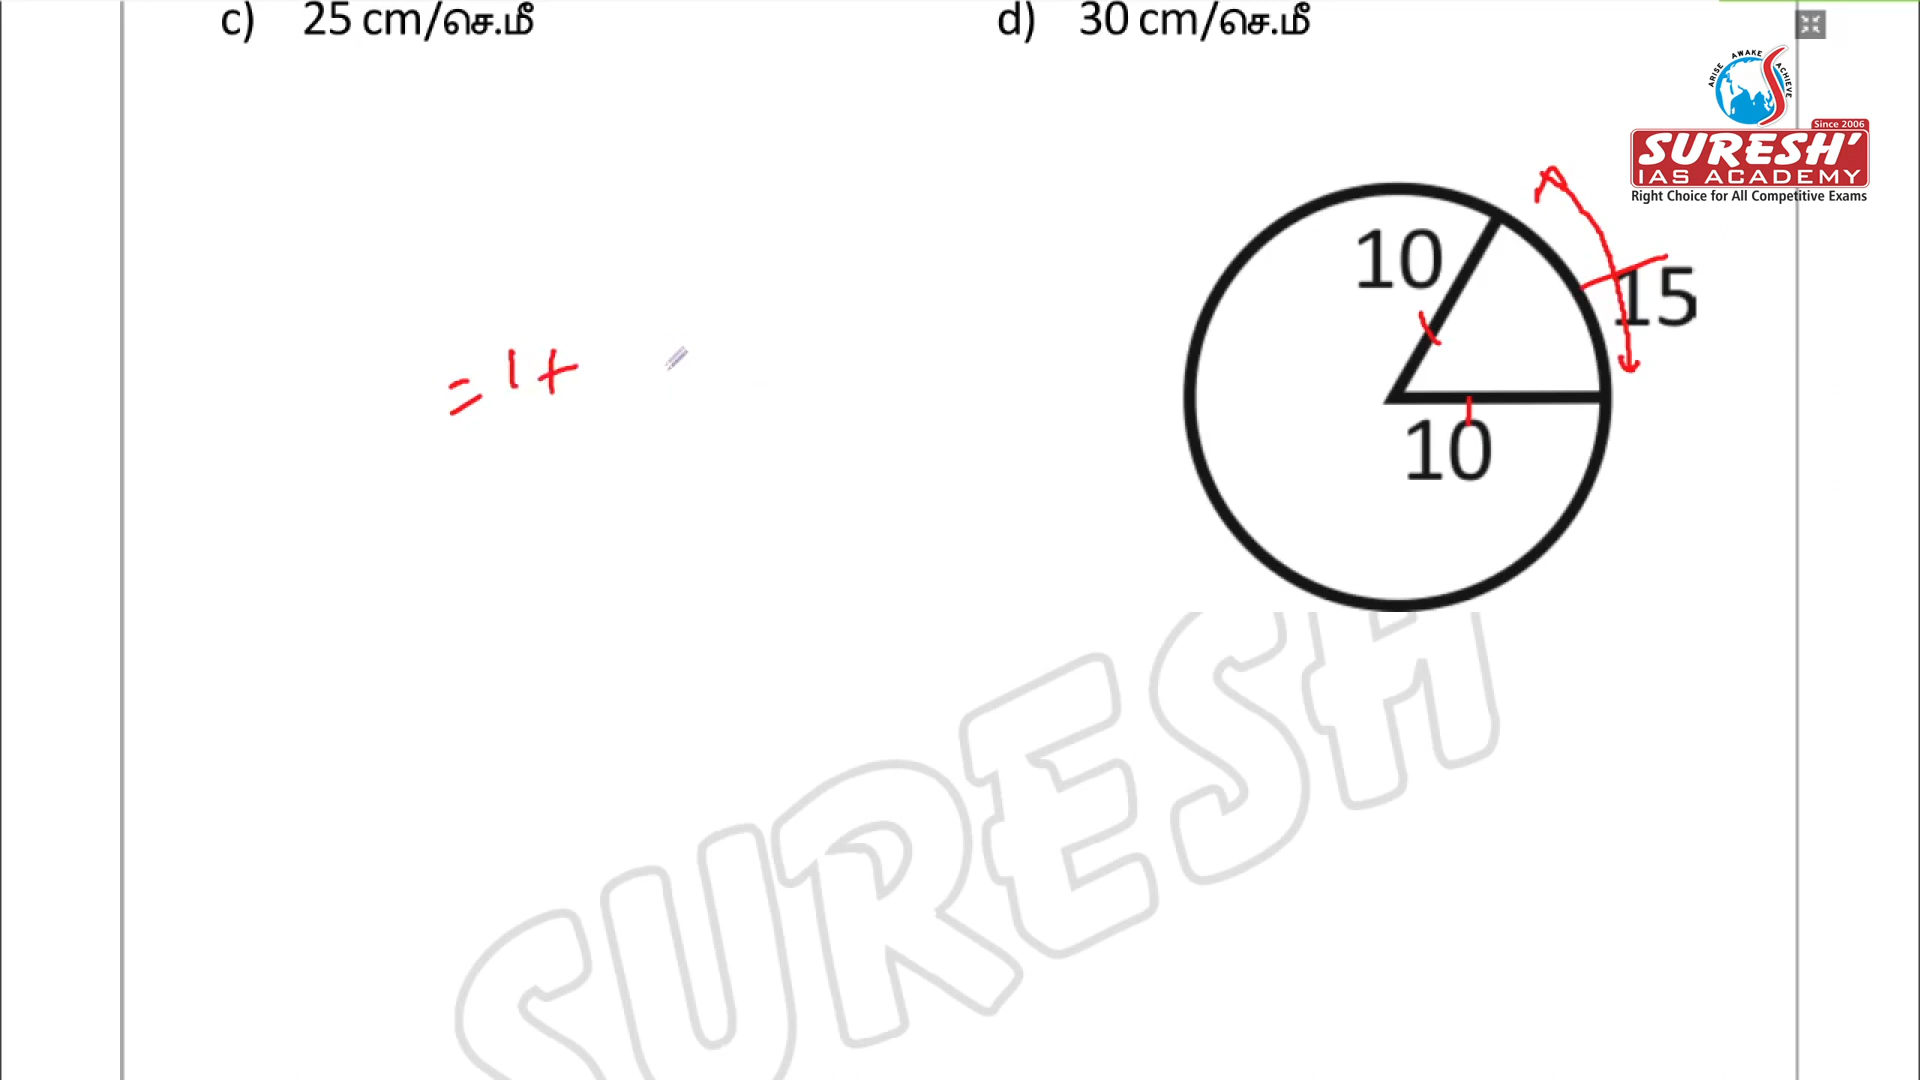 c) 25 cm/செ.மீ d) 30 cm/செ.மீ
ARISE AWAKE ACHIEVE
Since 2006
SURESH'
IAS ACADEMY
Right Choice for All Competitive Exams
10
15
= l +
10
SURESH